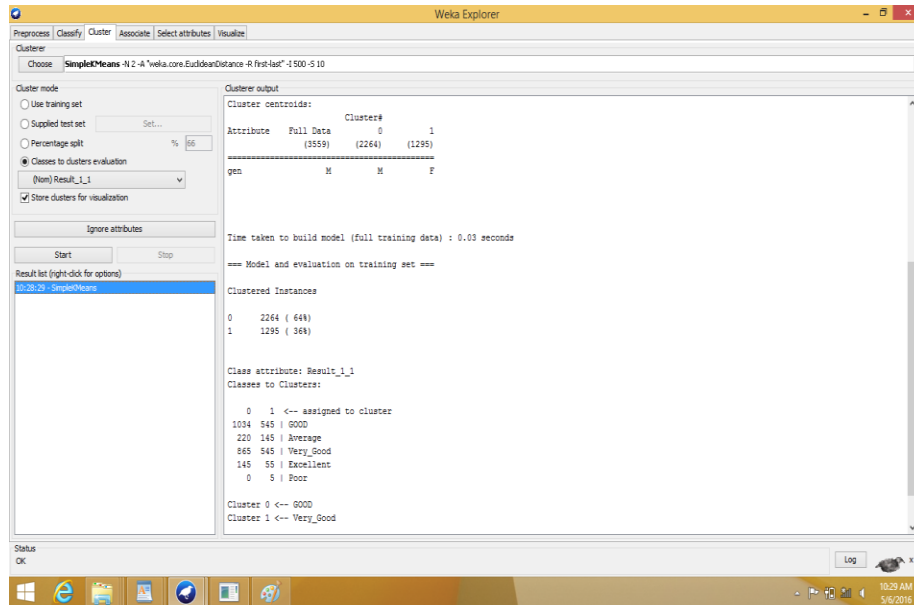 Weka Explorer
Preprocess Classify Cluster Associate Select attributes Visualize
Clusterer
Choose SimpleKMeans -N 2 -A "weka.core.EuclideanDistance -R first-last" -I 500 -S 10
Cluster mode
Use training set
Supplied test set Set...
Percentage split % 66
Classes to clusters evaluation
(Nom) Result_1_1
Store clusters for visualization
Ignore attributes
Start Stop
Result list (right-click for options)
10:28:29 - SimpleKMeans
Clusterer output
Cluster centroids:
Cluster#
Attribute Full Data 0 1
(3559) (2264) (1295)
============================================
gen M M F
Time taken to build model (full training data) : 0.03 seconds
=== Model and evaluation on training set ===
Clustered Instances
0 2264 ( 64%)
1 1295 ( 36%)
Class attribute: Result_1_1
Classes to Clusters:
0 1 <-- assigned to cluster
1034 545 | GOOD
220 145 | Average
865 545 | Very_Good
145 55 | Excellent
0 5 | Poor
Cluster 0 <-- GOOD
Cluster 1 <-- Very_Good
Status
OK
Log
x 0
10:29 AM
5/6/2016